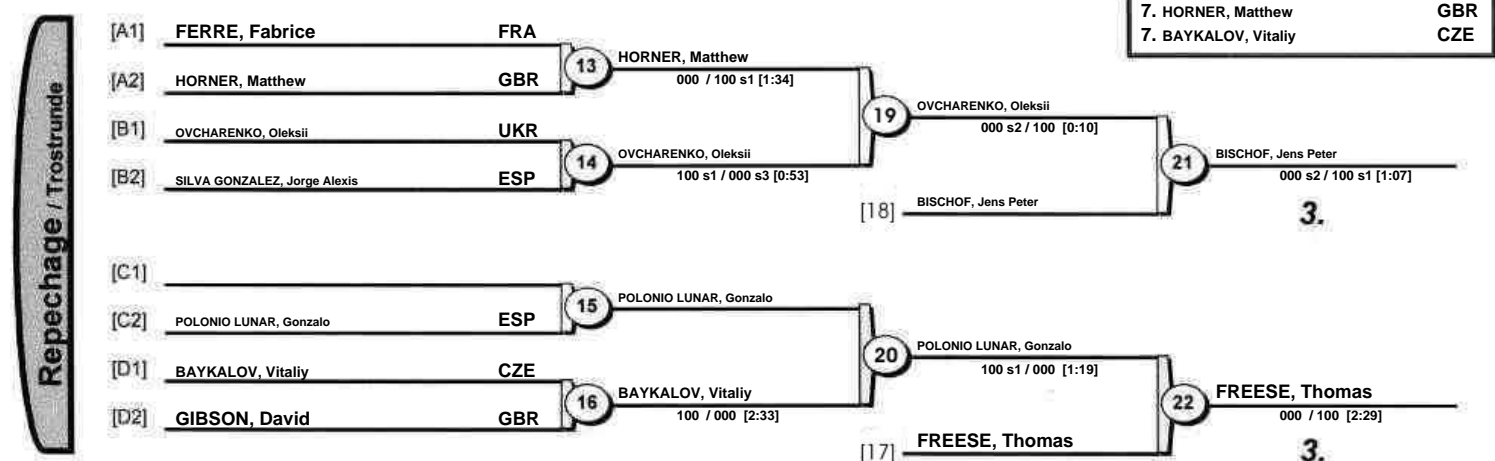 7. HORNER, Matthew GBR
7. BAYKALOV, Vitaliy CZE
Repechage / Trostrunde
[A1] FERRE, Fabrice FRA
13 HORNER, Matthew
000 / 100 s1 [1:34]
[A2] HORNER, Matthew GBR
19 OVCHARENKO, Oleksii
000 s2 / 100 [0:10]
[B1] OVCHARENKO, Oleksii UKR
14 OVCHARENKO, Oleksii
100 s1 / 000 s3 [0:53]
21 BISCHOF, Jens Peter
000 s2 / 100 s1 [1:07]
[B2] SILVA GONZALEZ, Jorge Alexis ESP
[18] BISCHOF, Jens Peter
3.
[C1]
15 POLONIO LUNAR, Gonzalo
[C2] POLONIO LUNAR, Gonzalo ESP
20 POLONIO LUNAR, Gonzalo
100 s1 / 000 [1:19]
[D1] BAYKALOV, Vitaliy CZE
16 BAYKALOV, Vitaliy
100 / 000 [2:33]
22 FREESE, Thomas
000 / 100 [2:29]
[D2] GIBSON, David GBR
[17] FREESE, Thomas
3.